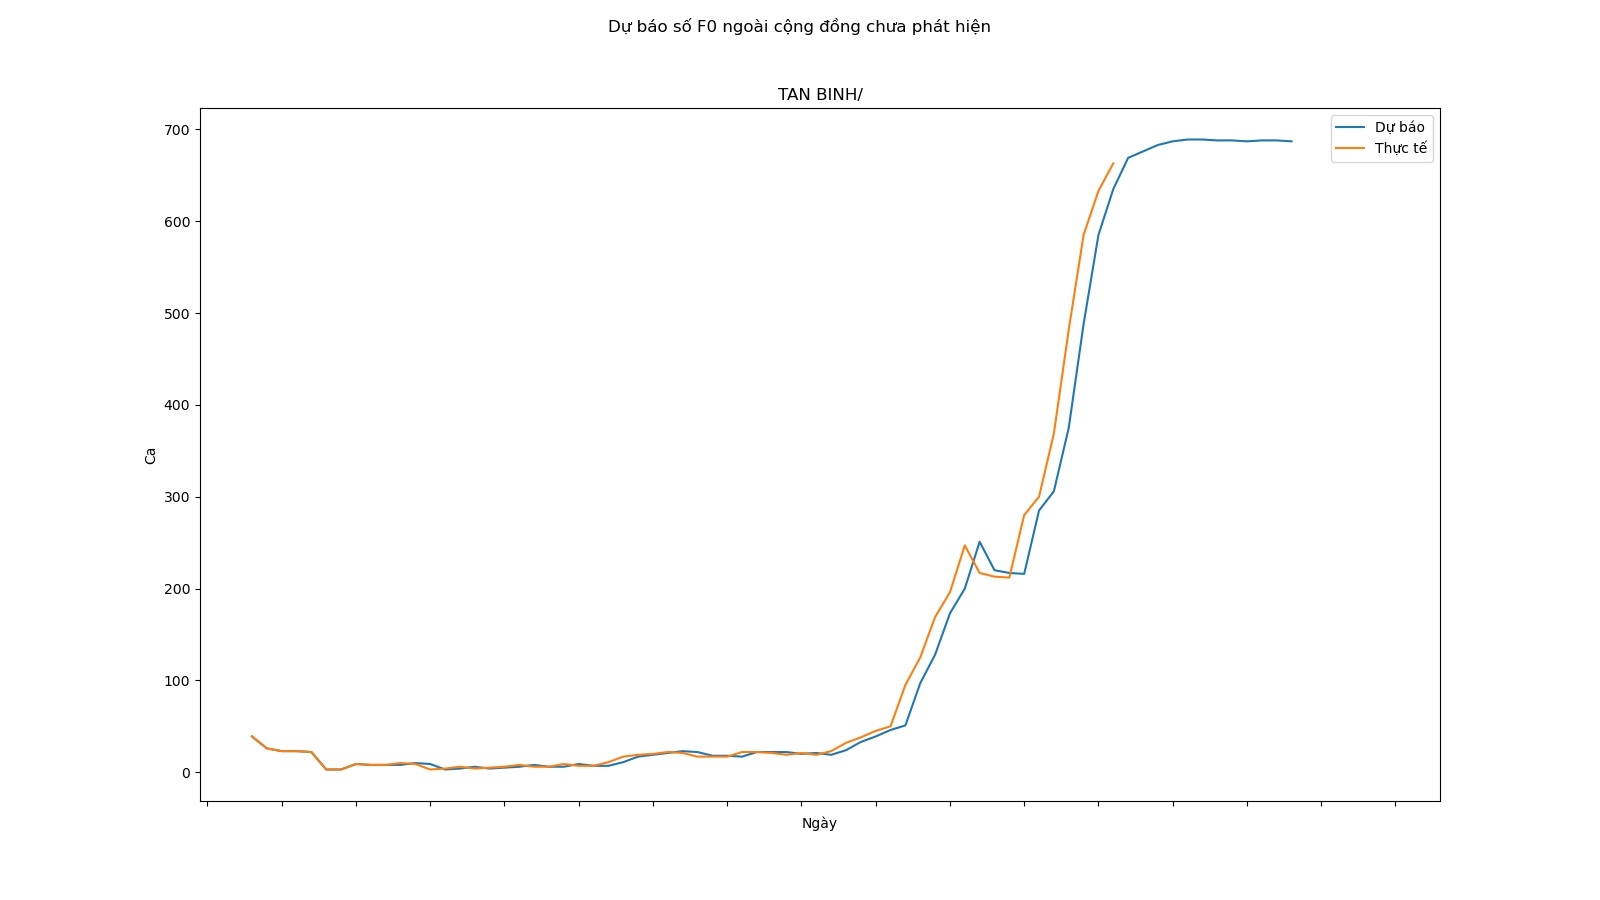 Dự báo số F0 ngoài cộng đồng chưa phát hiện
TAN BINH/
Dự báo
Thực tế
700
600
500
400
300
200
100
0
Ca
Ngày